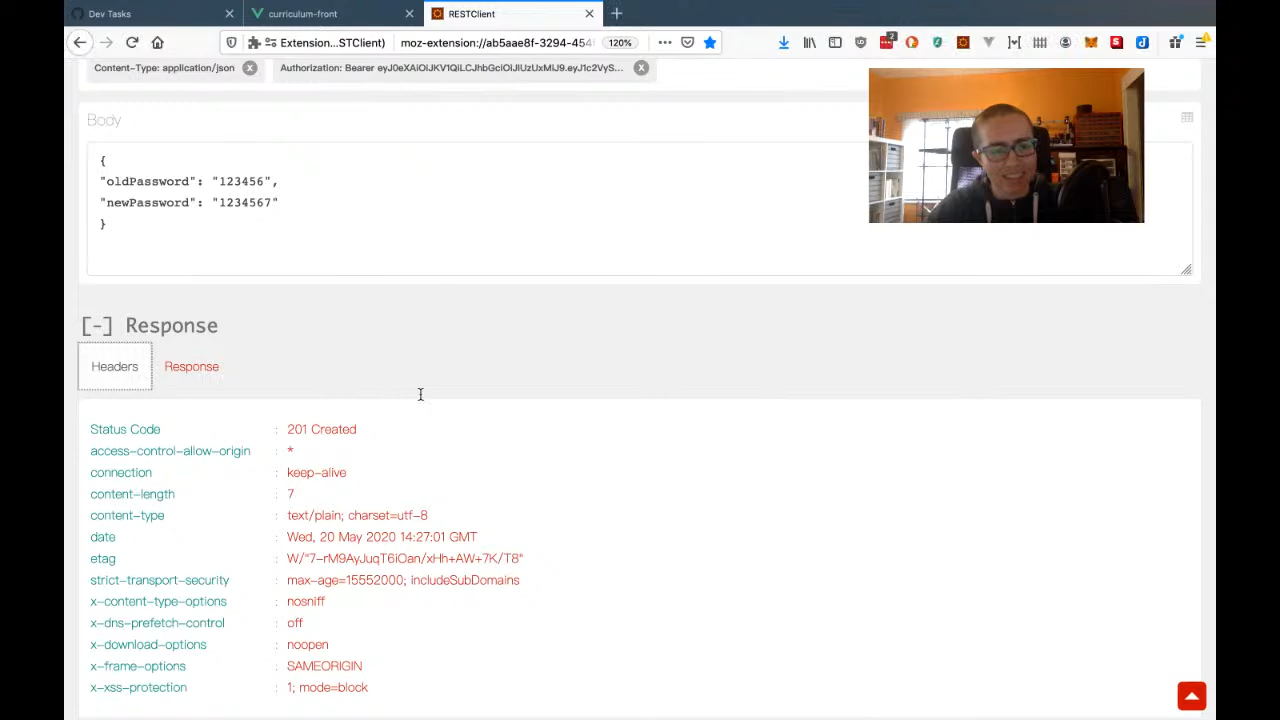 Dev Tasks
curriculum-front
RESTClient
Extension...STClient)
moz-extension://ab5aae8f-3294-454
120%
2
Content-Type: application/json
Authorization: Bearer eyJ0eXAiOiJKV1QiLCJhbGciOiJIUzUxMiJ9.eyJ1c2VyS...
Body
{
"oldPassword": "123456",
"newPassword": "1234567"
}
[-] Response
Headers
Response
Status Code : 201 Created
access-control-allow-origin : *
connection : keep-alive
content-length : 7
content-type : text/plain; charset=utf-8
date : Wed, 20 May 2020 14:27:01 GMT
etag : W/"7-rM9AyJuqT6iOan/xHh+AW+7K/T8"
strict-transport-security : max-age=15552000; includeSubDomains
x-content-type-options : nosniff
x-dns-prefetch-control : off
x-download-options : noopen
x-frame-options : SAMEORIGIN
x-xss-protection : 1; mode=block